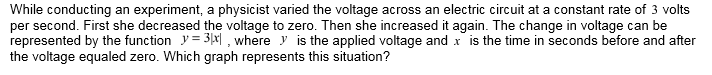 While conducting an experiment, a physicist varied the voltage across an electric circuit at a constant rate of 3 volts
per second. First she decreased the voltage to zero. Then she increased it again. The change in voltage can be
represented by the function y = 3|x| , where y is the applied voltage and x is the time in seconds before and after
the voltage equaled zero. Which graph represents this situation?